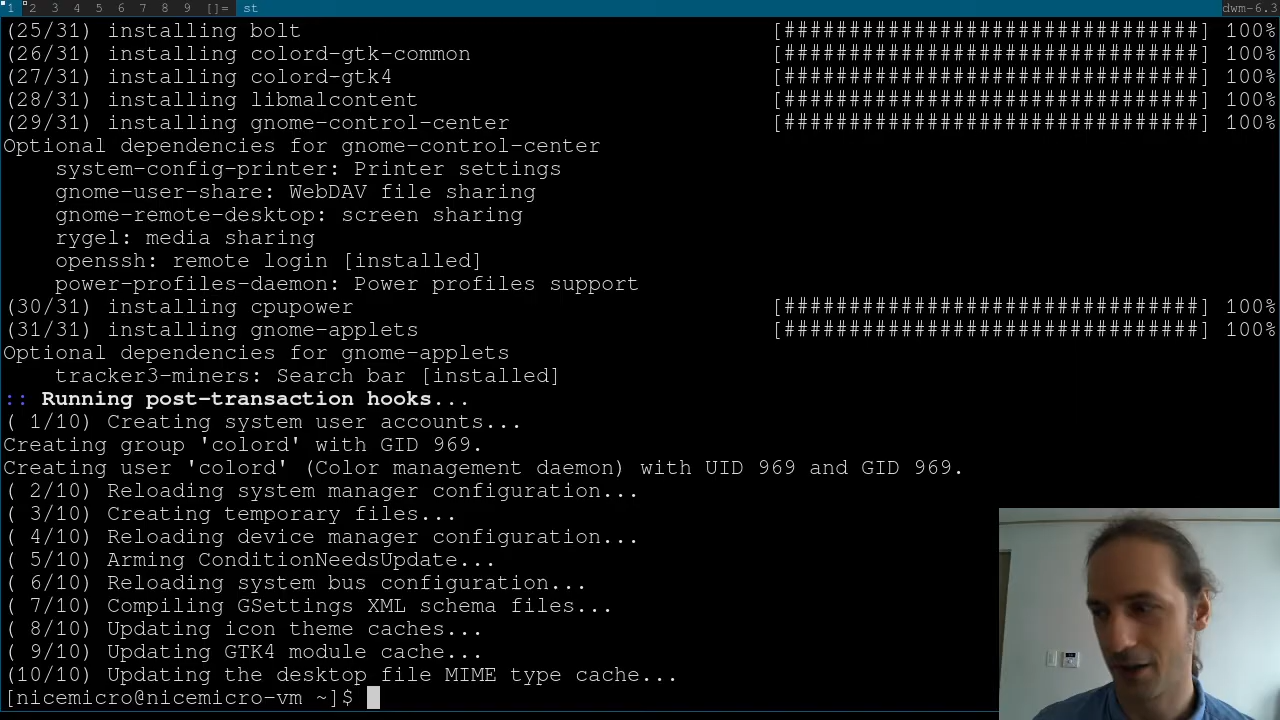 1 2 3 4 5 6 7 8 9 []= st dwm-6.3
(25/31) installing bolt [################################] 100%
(26/31) installing colord-gtk-common [################################] 100%
(27/31) installing colord-gtk4 [################################] 100%
(28/31) installing libmalcontent [################################] 100%
(29/31) installing gnome-control-center [################################] 100%
Optional dependencies for gnome-control-center
system-config-printer: Printer settings
gnome-user-share: WebDAV file sharing
gnome-remote-desktop: screen sharing
rygel: media sharing
openssh: remote login [installed]
power-profiles-daemon: Power profiles support
(30/31) installing cpupower [################################] 100%
(31/31) installing gnome-applets [################################] 100%
Optional dependencies for gnome-applets
tracker3-miners: Search bar [installed]
:: Running post-transaction hooks...
( 1/10) Creating system user accounts...
Creating group 'colord' with GID 969.
Creating user 'colord' (Color management daemon) with UID 969 and GID 969.
( 2/10) Reloading system manager configuration...
( 3/10) Creating temporary files...
( 4/10) Reloading device manager configuration...
( 5/10) Arming ConditionNeedsUpdate...
( 6/10) Reloading system bus configuration...
( 7/10) Compiling GSettings XML schema files...
( 8/10) Updating icon theme caches...
( 9/10) Updating GTK4 module cache...
(10/10) Updating the desktop file MIME type cache...
[nicemicro@nicemicro-vm ~]$